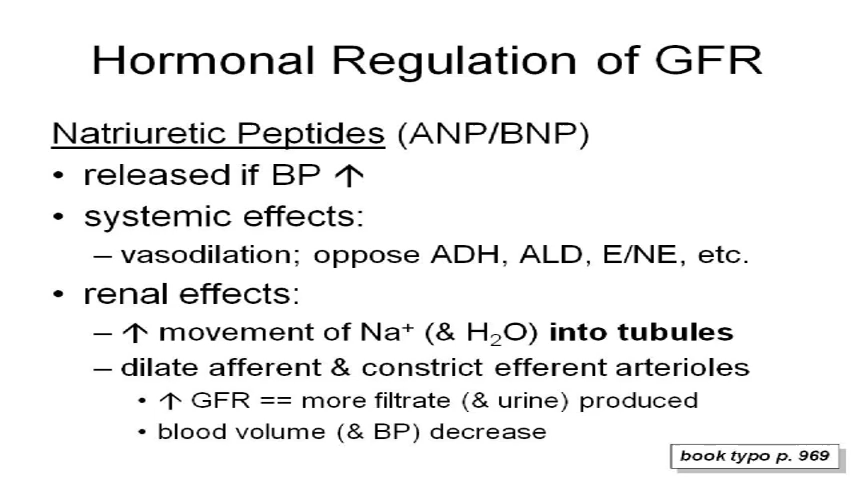 Hormonal Regulation of GFR
Natriuretic Peptides (ANP/BNP)
• released if BP ↑
• systemic effects:
– vasodilation; oppose ADH, ALD, E/NE, etc.
• renal effects:
– ↑ movement of Na⁺ (& H₂O) into tubules
– dilate afferent & constrict efferent arterioles
• ↑ GFR == more filtrate (& urine) produced
• blood volume (& BP) decrease
book typo p. 969